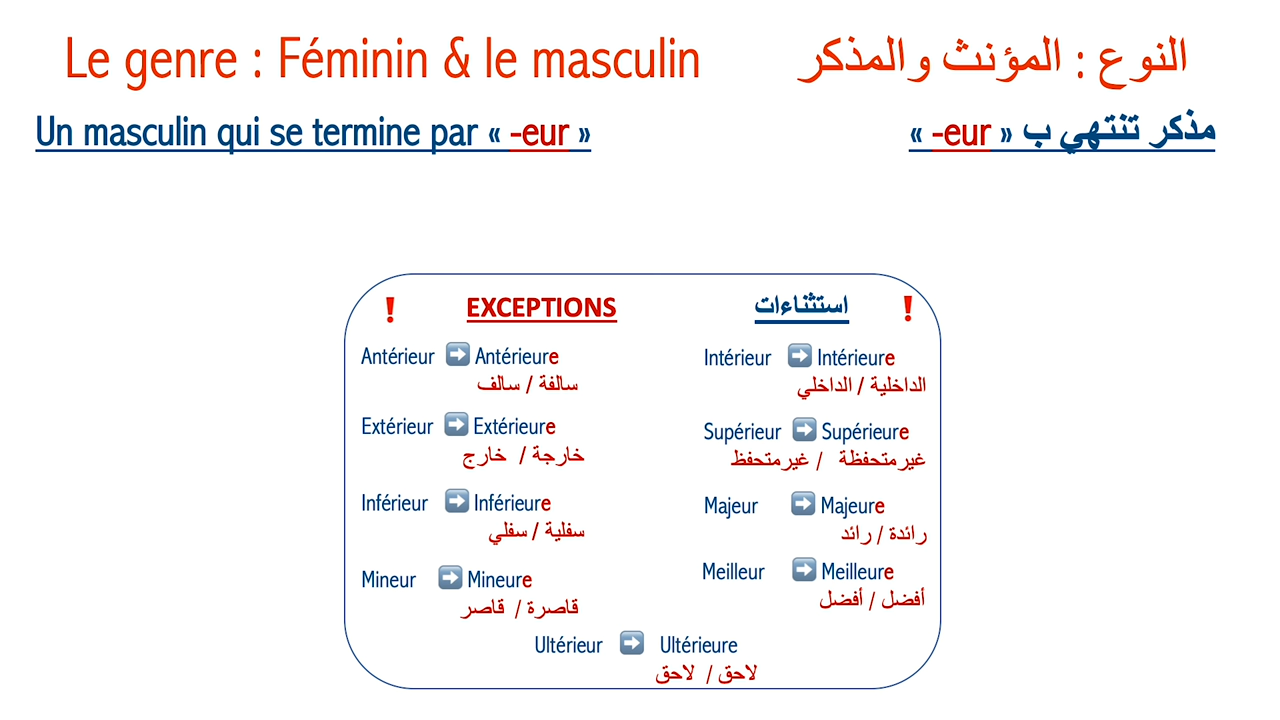 Le genre : Féminin & le masculin
النوع : المؤنث والمذكر
Un masculin qui se termine par « -eur »
مذكر تنتهي ب « -eur »
! EXCEPTIONS
استثناءات !
Antérieur ➡ Antérieure
سالفة / سالف
Intérieur ➡ Intérieure
الداخلية / الداخلي
Extérieur ➡ Extérieure
خارجة / خارج
Supérieur ➡ Supérieure
غيرمتحفظة / غيرمتحفظ
Inférieur ➡ Inférieure
سفلية / سفلي
Majeur ➡ Majeure
رائدة / رائد
Mineur ➡ Mineure
قاصرة / قاصر
Meilleur ➡ Meilleure
أفضل / أفضل
Ultérieur ➡ Ultérieure
لاحق / لاحق